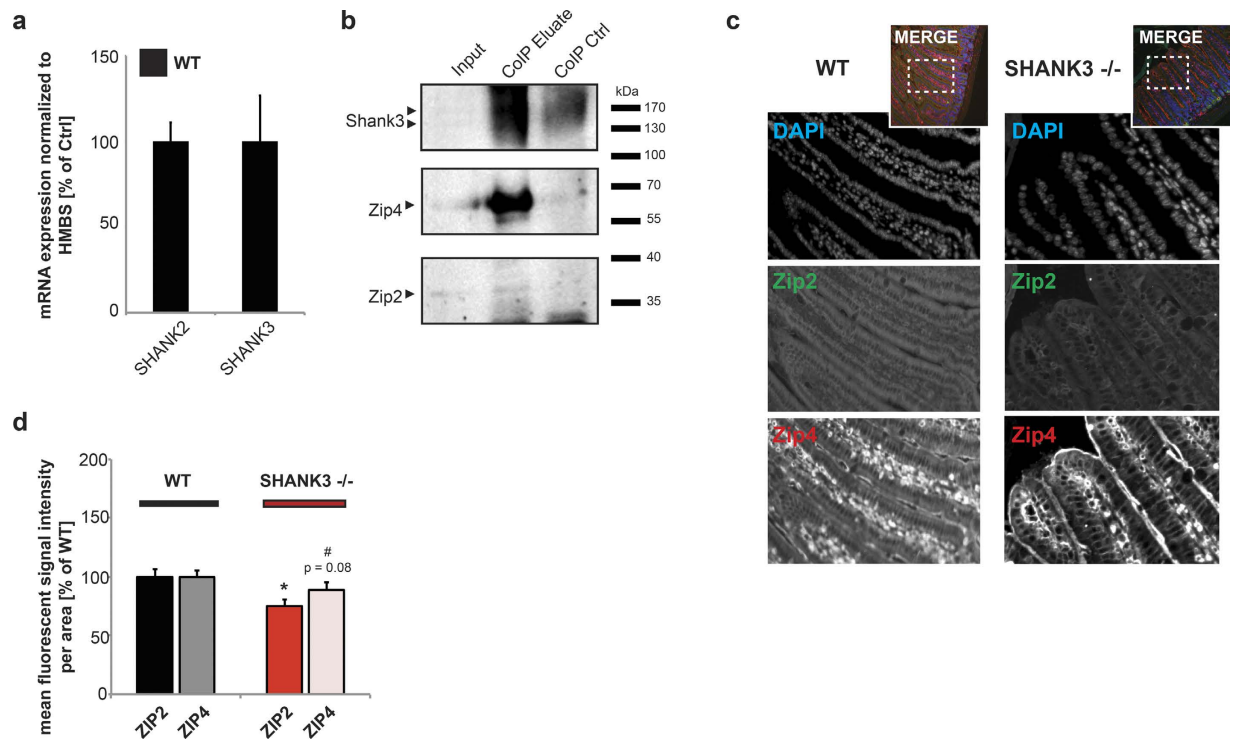 a
mRNA expression normalized to
HMBS [% of Ctrl]
150
100
50
0
WT
SHANK2
SHANK3
b
Input
CoIP Eluate
CoIP Ctrl
Shank3
Zip4
Zip2
kDa
170
130
100
70
55
40
35
c
WT
MERGE
SHANK3 -/-
MERGE
DAPI
DAPI
Zip2
Zip2
Zip4
Zip4
d
mean fluorescent signal intensity
per area [% of WT]
200
150
100
50
0
WT
SHANK3 -/-
*
#
p = 0.08
ZIP2
ZIP4
ZIP2
ZIP4